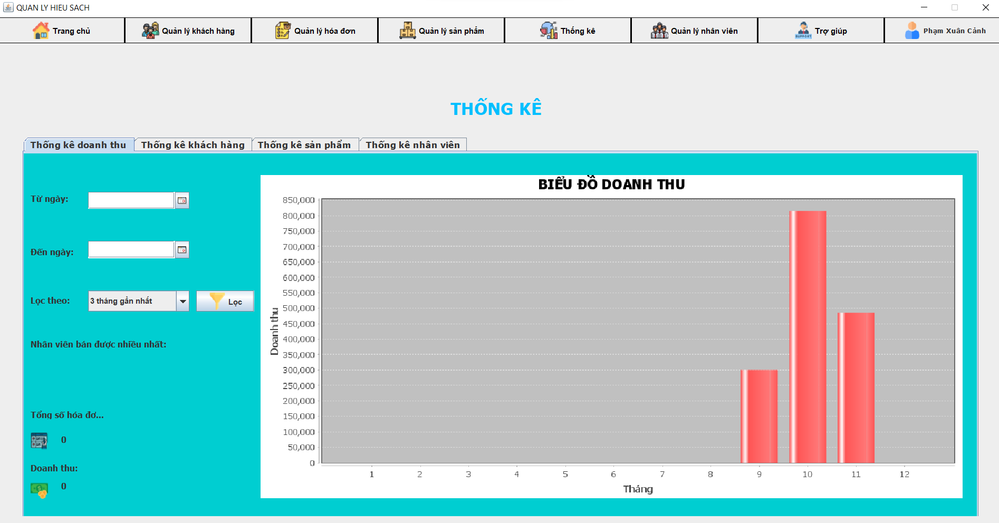 QUAN LY HIEU SACH
Trang chủ
Quản lý khách hàng
Quản lý hóa đơn
Quản lý sản phẩm
Thống kê
Quản lý nhân viên
SUPPORT
Trợ giúp
Phạm Xuân Cảnh
THỐNG KÊ
Thống kê doanh thu
Thống kê khách hàng
Thống kê sản phẩm
Thống kê nhân viên
Từ ngày:
Đến ngày:
Lọc theo:
3 tháng gần nhất
Lọc
Nhân viên bán được nhiều nhất:
Tổng số hóa đơ...
0
Doanh thu:
0
BIỂU ĐỒ DOANH THU
Doanh thu
850,000
800,000
750,000
700,000
650,000
600,000
550,000
500,000
450,000
400,000
350,000
300,000
250,000
200,000
150,000
100,000
50,000
0
1 2 3 4 5 6 7 8 9 10 11 12
Tháng